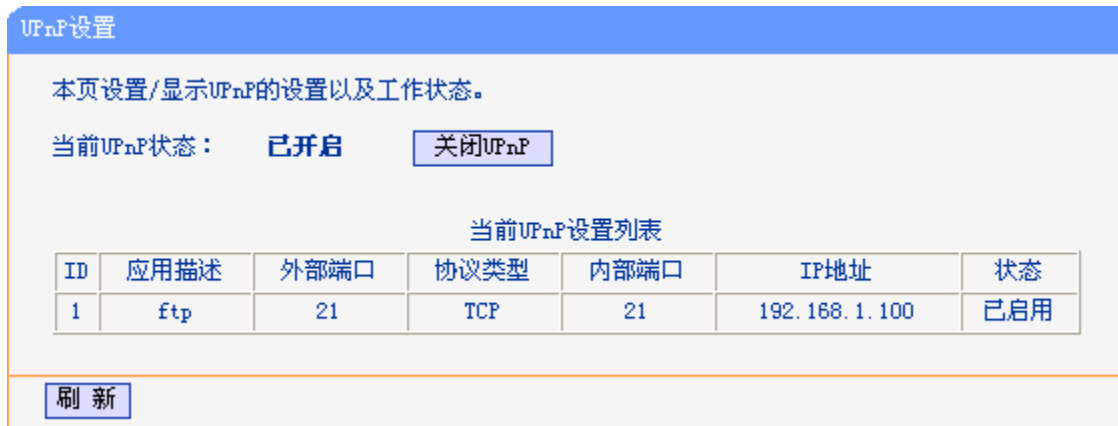 UPnP设置
本页设置/显示UPnP的设置以及工作状态。
当前UPnP状态： 已开启 关闭UPnP
当前UPnP设置列表
ID 应用描述 外部端口 协议类型 内部端口 IP地址 状态
1 ftp 21 TCP 21 192.168.1.100 已启用
刷 新